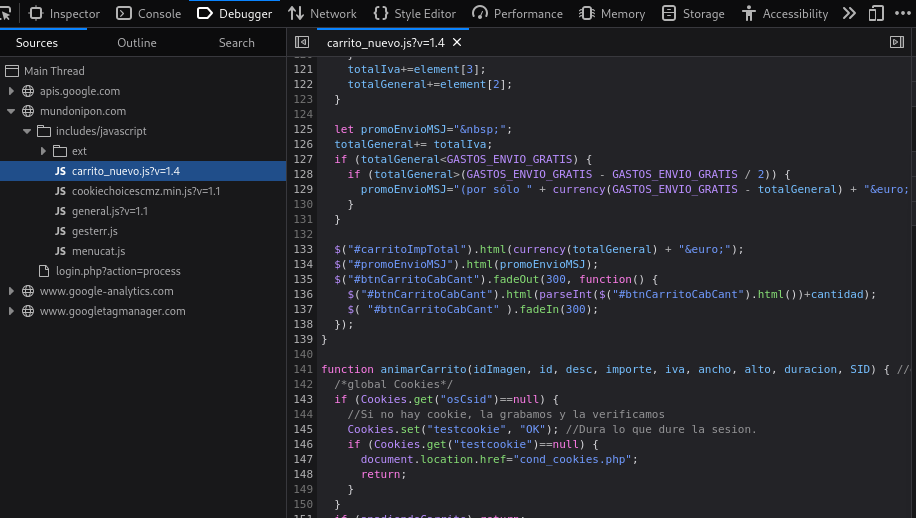 Inspector Console Debugger Network Style Editor Performance Memory Storage Accessibility
Sources Outline Search
carrito_nuevo.js?v=1.4
Main Thread
apis.google.com
mundonipon.com
includes/javascript
ext
JS carrito_nuevo.js?v=1.4
JS cookiechoicescmz.min.js?v=1.1
JS general.js?v=1.1
JS gesterr.js
JS menucat.js
login.php?action=process
www.google-analytics.com
www.googletagmanager.com
121 totalIva+=element[3];
122 totalGeneral+=element[2];
123 }
124
125 let promoEnvioMSJ="&nbsp;";
126 totalGeneral+= totalIva;
127 if (totalGeneral<GASTOS_ENVIO_GRATIS) {
128 if (totalGeneral>(GASTOS_ENVIO_GRATIS - GASTOS_ENVIO_GRATIS / 2)) {
129 promoEnvioMSJ="(por sólo " + currency(GASTOS_ENVIO_GRATIS - totalGeneral) + "&euro;
130 }
131 }
132
133 $("#carritoImpTotal").html(currency(totalGeneral) + "&euro;");
134 $("#promoEnvioMSJ").html(promoEnvioMSJ);
135 $("#btnCarritoCabCant").fadeOut(300, function() {
136 $("#btnCarritoCabCant").html(parseInt($("#btnCarritoCabCant").html())+cantidad);
137 $( "#btnCarritoCabCant" ).fadeIn(300);
138 });
139 }
140
141 function animarCarrito(idImagen, id, desc, importe, iva, ancho, alto, duracion, SID) { //
142 /*global Cookies*/
143 if (Cookies.get("osCsid")==null) {
144 //Si no hay cookie, la grabamos y la verificamos
145 Cookies.set("testcookie", "OK"); //Dura lo que dure la sesion.
146 if (Cookies.get("testcookie")==null) {
147 document.location.href="cond_cookies.php";
148 return;
149 }
150 }